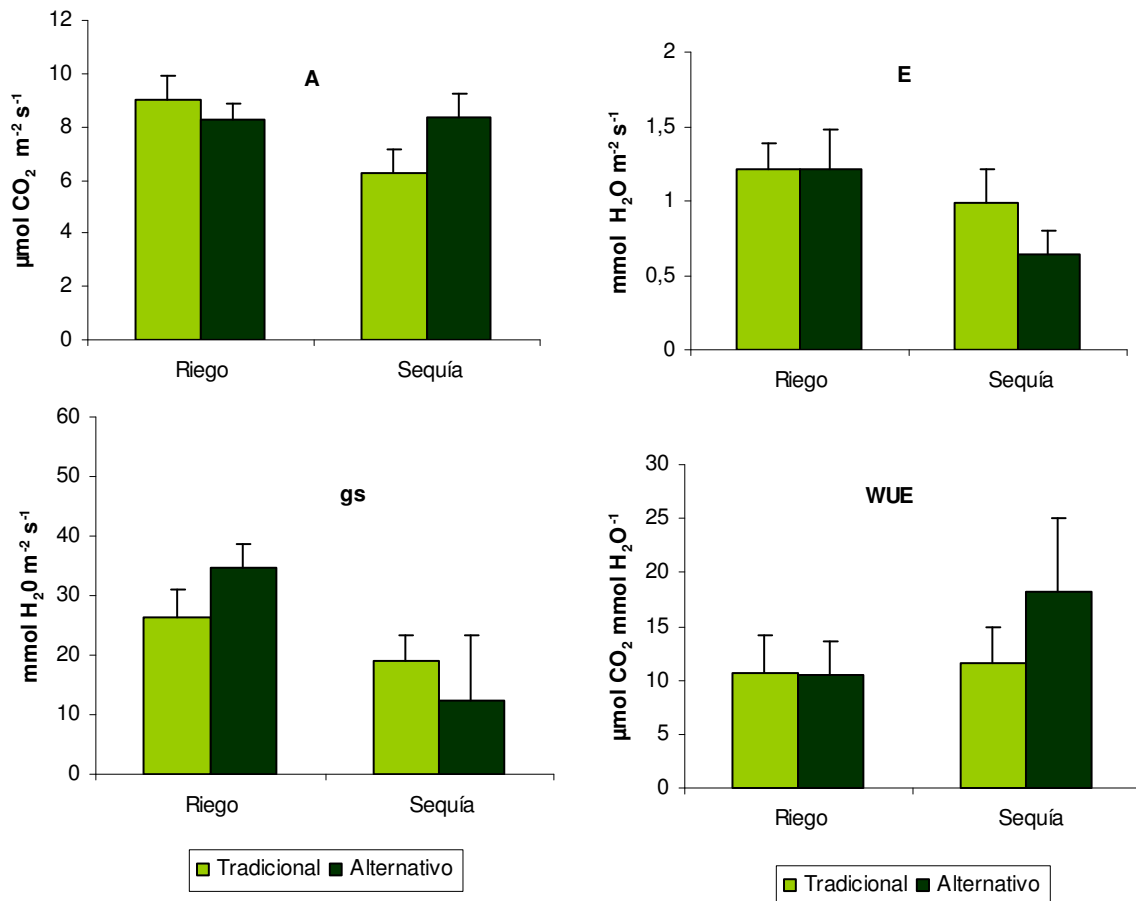 A
µmol CO₂ m⁻² s⁻¹
12
10
8
6
4
2
0
Riego Sequía
E
mmol H₂O m⁻² s⁻¹
2
1,5
1
0,5
0
Riego Sequía
gs
mmol H₂0 m⁻² s⁻¹
60
50
40
30
20
10
0
Riego Sequía
Tradicional Alternativo
WUE
µmol CO₂ mmol H₂O⁻¹
30
25
20
15
10
5
0
Riego Sequía
Tradicional Alternativo